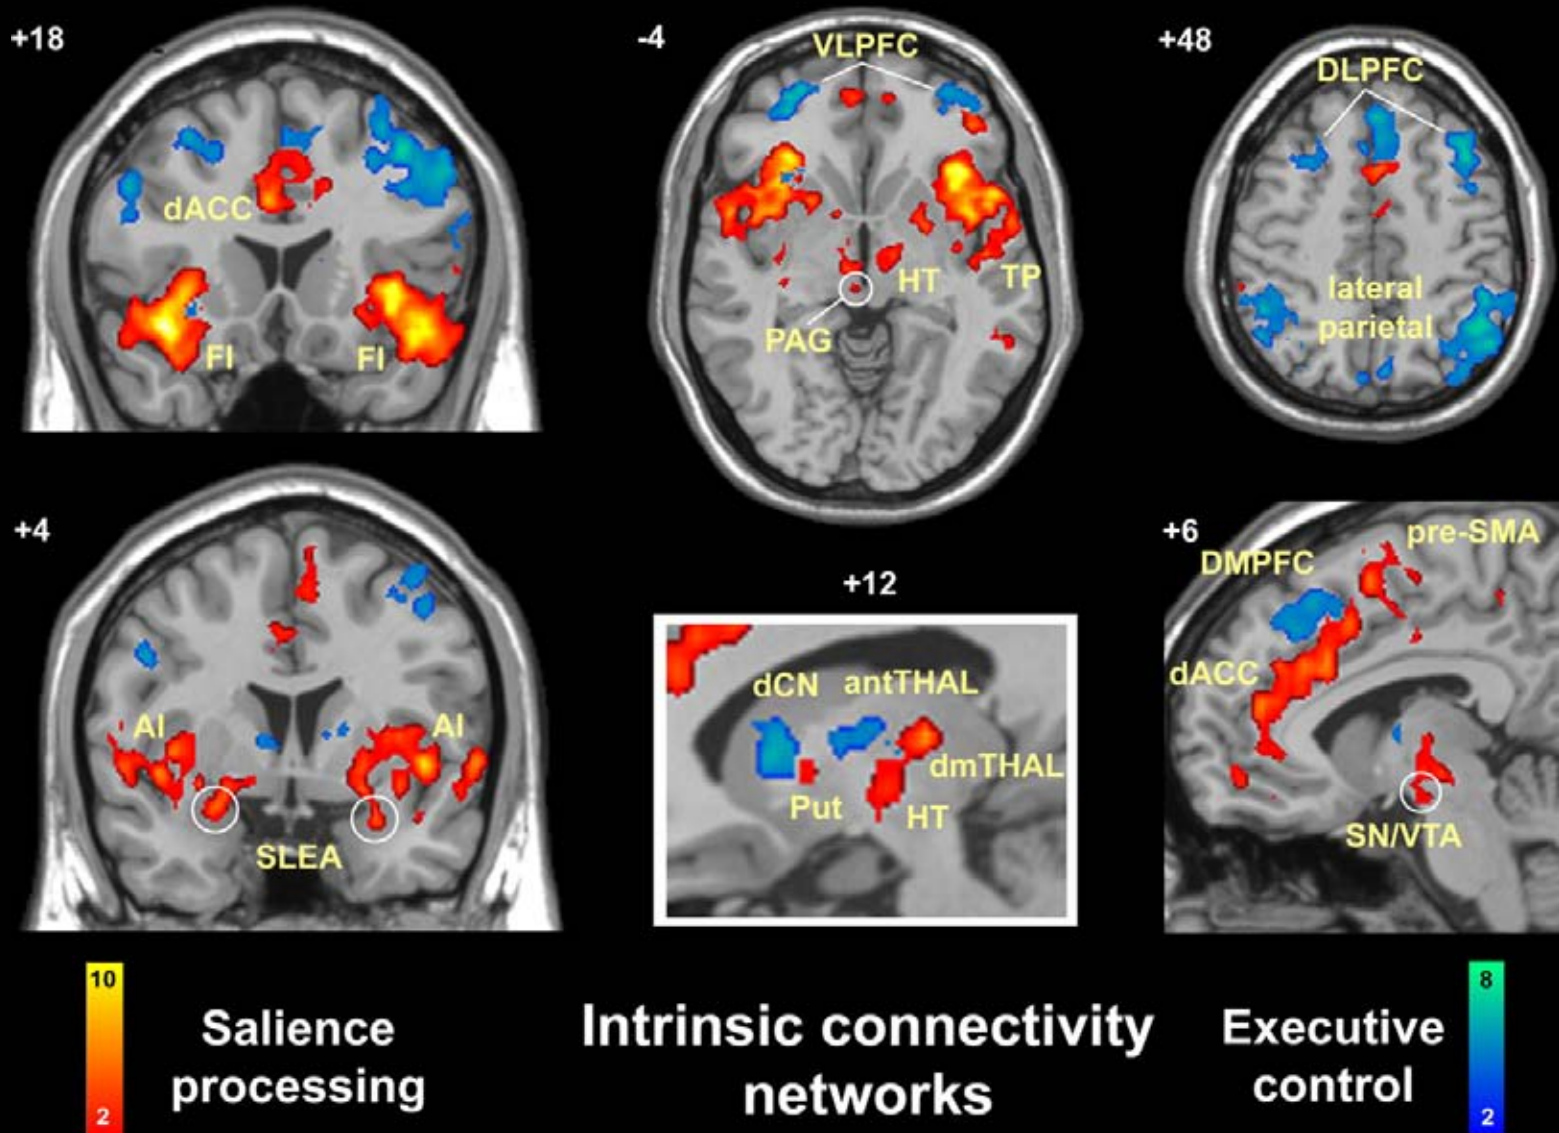 +18
dACC
FI
FI
-4
VLPFC
HT
TP
PAG
+48
DLPFC
lateral
parietal
+4
AI
AI
SLEA
+12
dCN
antTHAL
dmTHAL
Put
HT
+6
pre-SMA
DMPFC
dACC
SN/VTA
10
2
Salience
processing
Intrinsic connectivity
networks
Executive
control
8
2